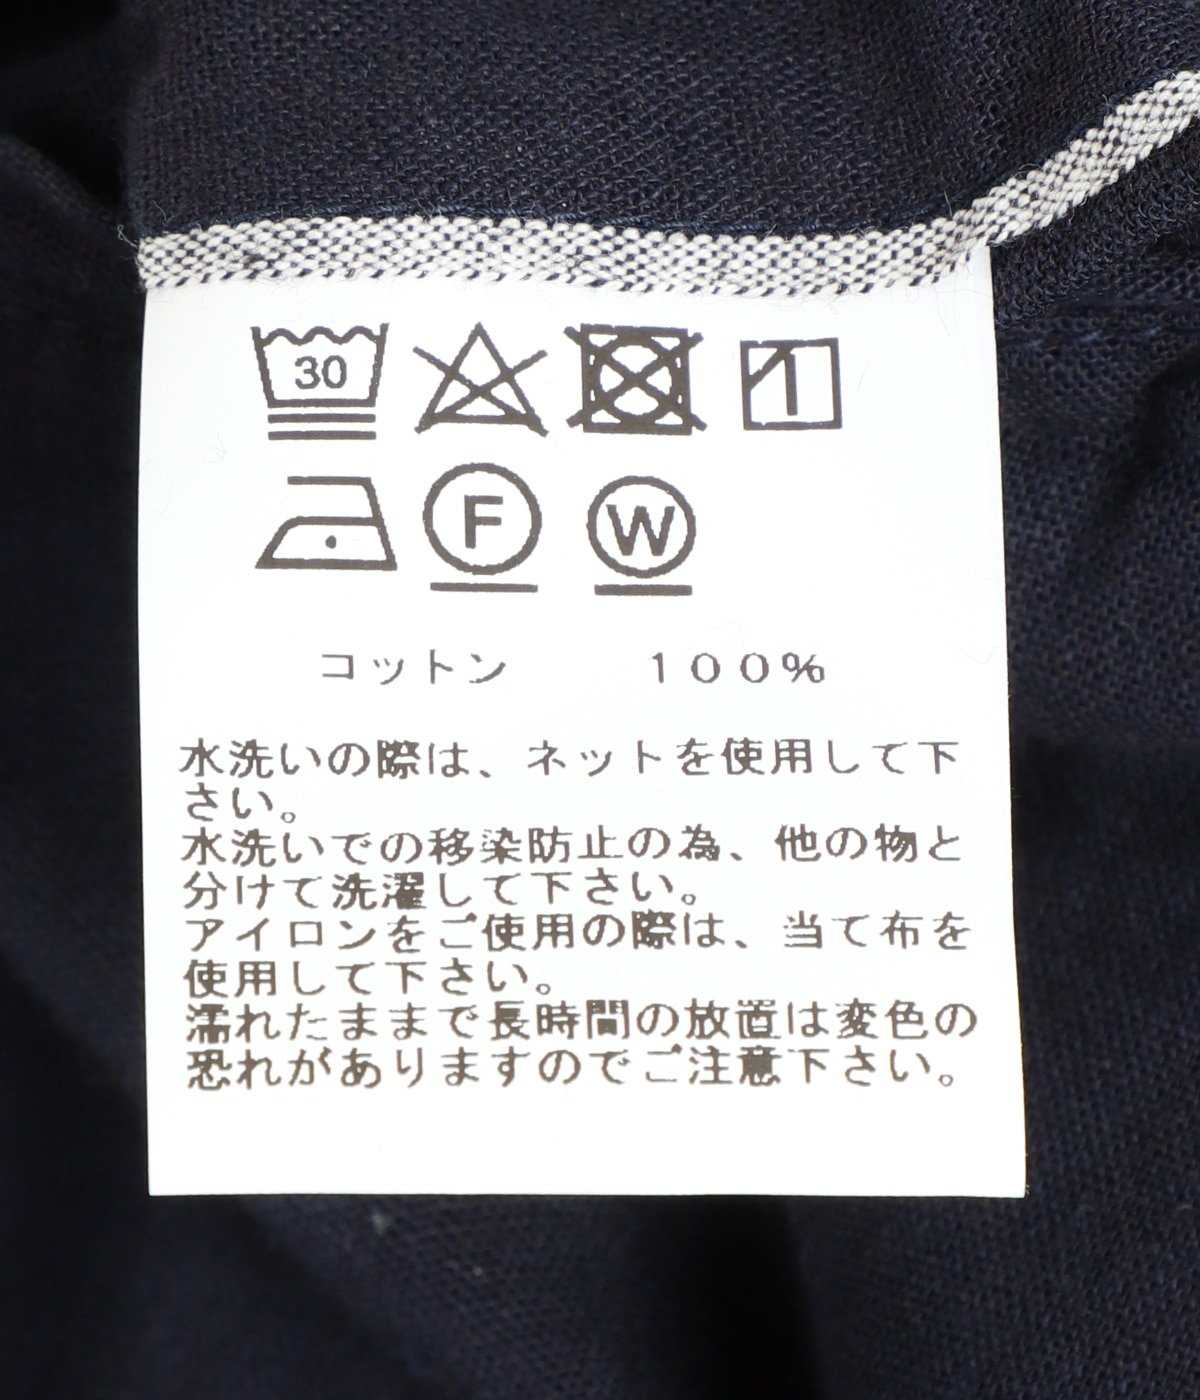 30
F W
コットン 100%
水洗いの際は、ネットを使用して下
さい。
水洗いでの移染防止の為、他の物と
分けて洗濯して下さい。
アイロンをご使用の際は、当て布を
使用して下さい。
濡れたままで長時間の放置は変色の
恐れがありますのでご注意下さい。